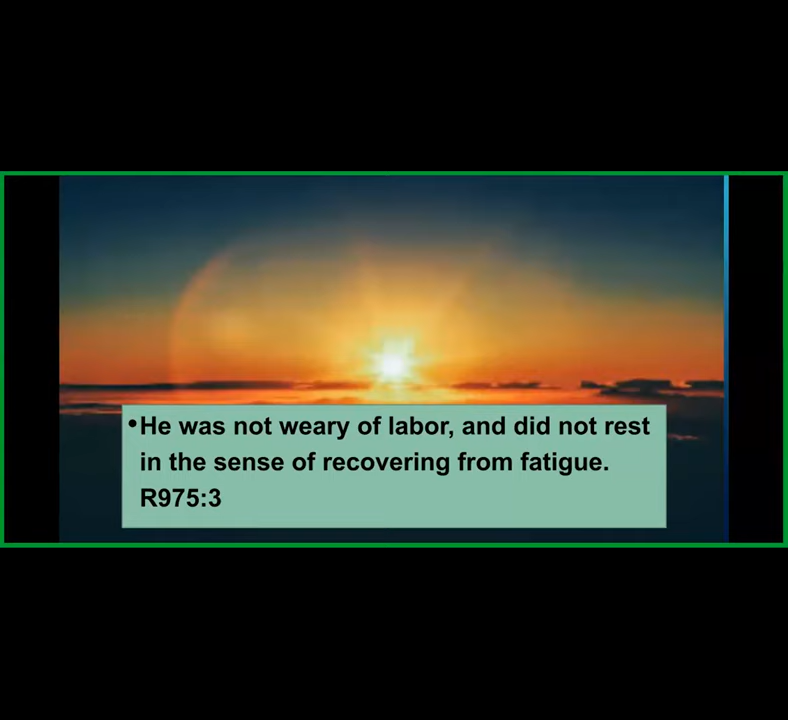 •He was not weary of labor, and did not rest
in the sense of recovering from fatigue.
R975:3